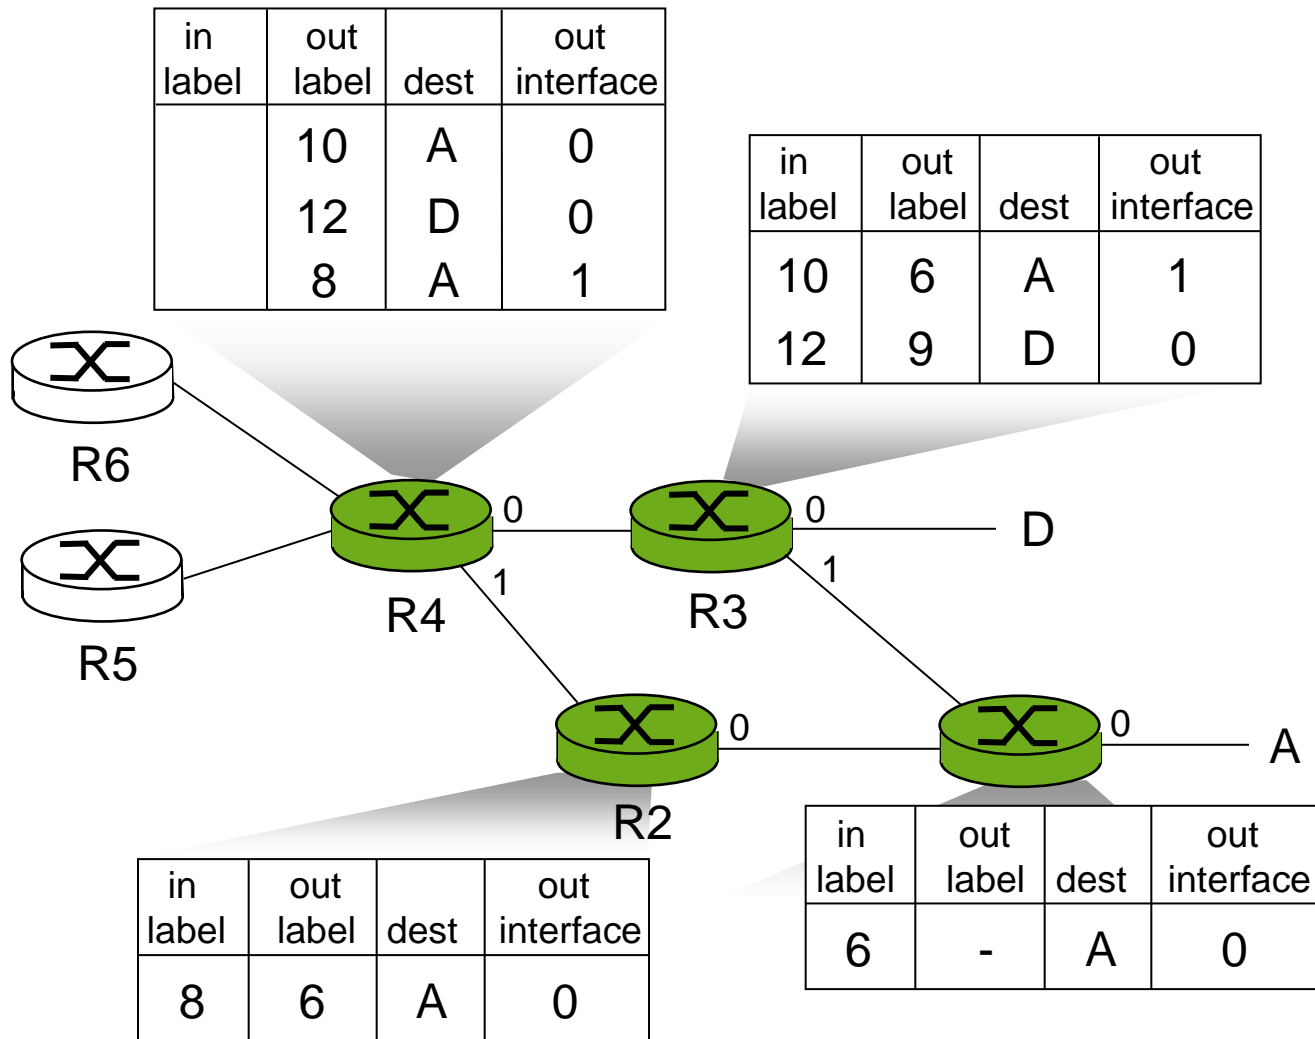 in out out
label label dest interface
10 A 0
12 D 0
8 A 1
in out out
label label dest interface
10 6 A 1
12 9 D 0
R6
0
0
D
1
1
R4
R3
R5
0
0
A
R2
in out out
label label dest interface
6 - A 0
in out out
label label dest interface
8 6 A 0